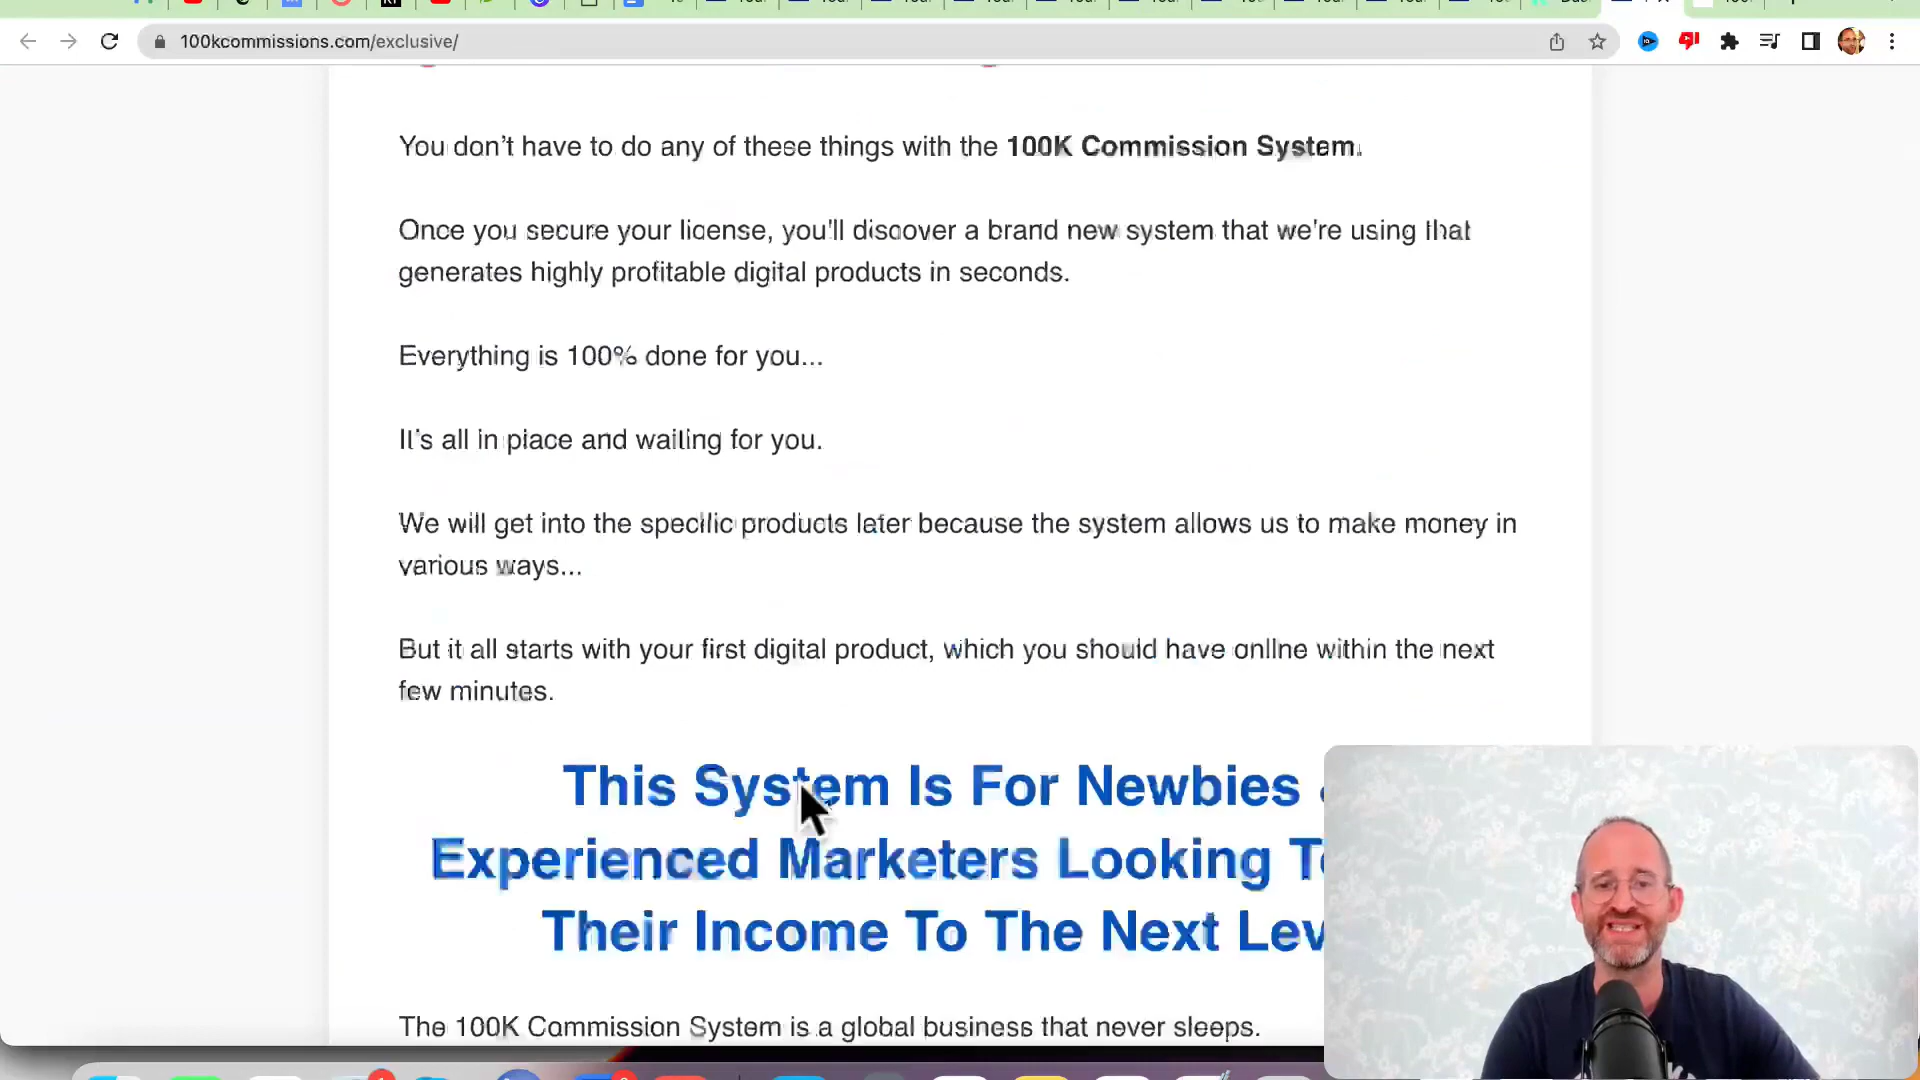 100kcommissions.com/exclusive/
You don't have to do any of these things with the 100K Commission System.
Once you secure your license, you'll discover a brand new system that we're using that
generates highly profitable digital products in seconds.
Everything is 100% done for you...
It's all in place and waiting for you.
We will get into the specific products later because the system allows us to make money in
various ways...
But it all starts with your first digital product, which you should have online within the next
few minutes.
This System Is For Newbies
Experienced Marketers Looking
Their Income To The Next
The 100K Commission System is a global business that never sleeps.